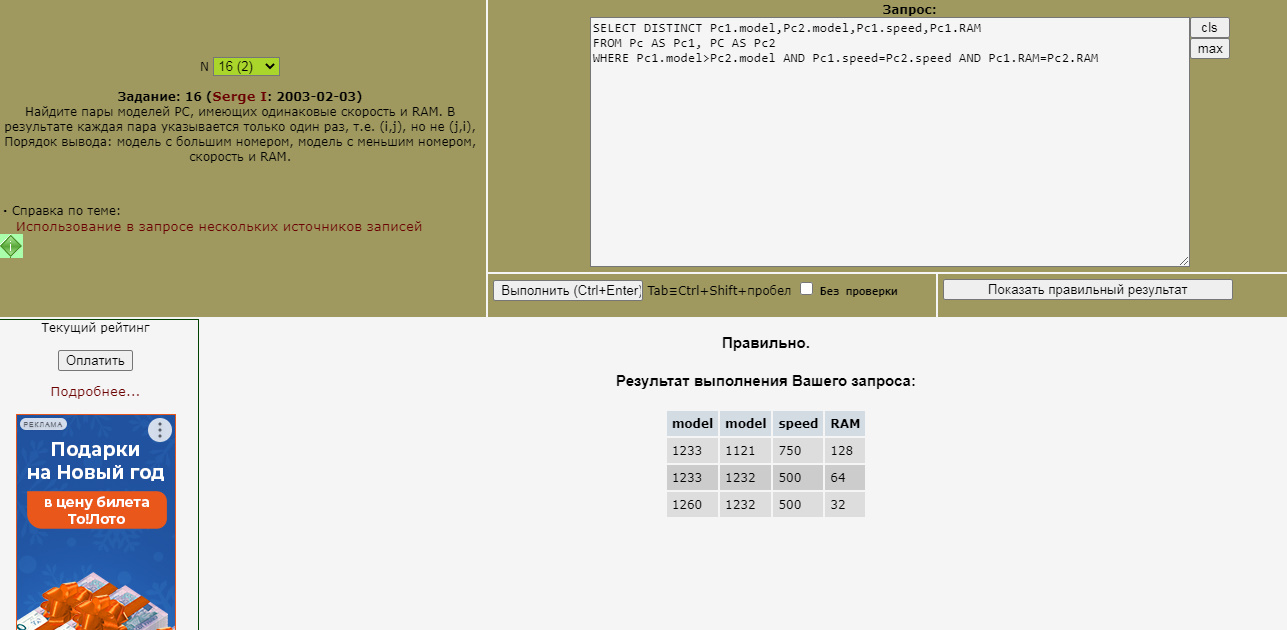 N 16 (2)
Задание: 16 (Serge I: 2003-02-03)
Найдите пары моделей PC, имеющих одинаковые скорость и RAM. В
результате каждая пара указывается только один раз, т.е. (i,j), но не (j,i),
Порядок вывода: модель с большим номером, модель с меньшим номером,
скорость и RAM.
· Справка по теме:
Использование в запросе нескольких источников записей
Запрос:
SELECT DISTINCT Pc1.model,Pc2.model,Pc1.speed,Pc1.RAM
FROM Pc AS Pc1, PC AS Pc2
WHERE Pc1.model>Pc2.model AND Pc1.speed=Pc2.speed AND Pc1.RAM=Pc2.RAM
cls
max
Выполнить (Ctrl+Enter) Tab≡Ctrl+Shift+пробел Без проверки
Показать правильный результат
Текущий рейтинг
Оплатить
Подробнее...
РЕКЛАМА
Подарки
на Новый год
в цену билета
То!Лото
Правильно.
Результат выполнения Вашего запроса:
model model speed RAM
1233 1121 750 128
1233 1232 500 64
1260 1232 500 32